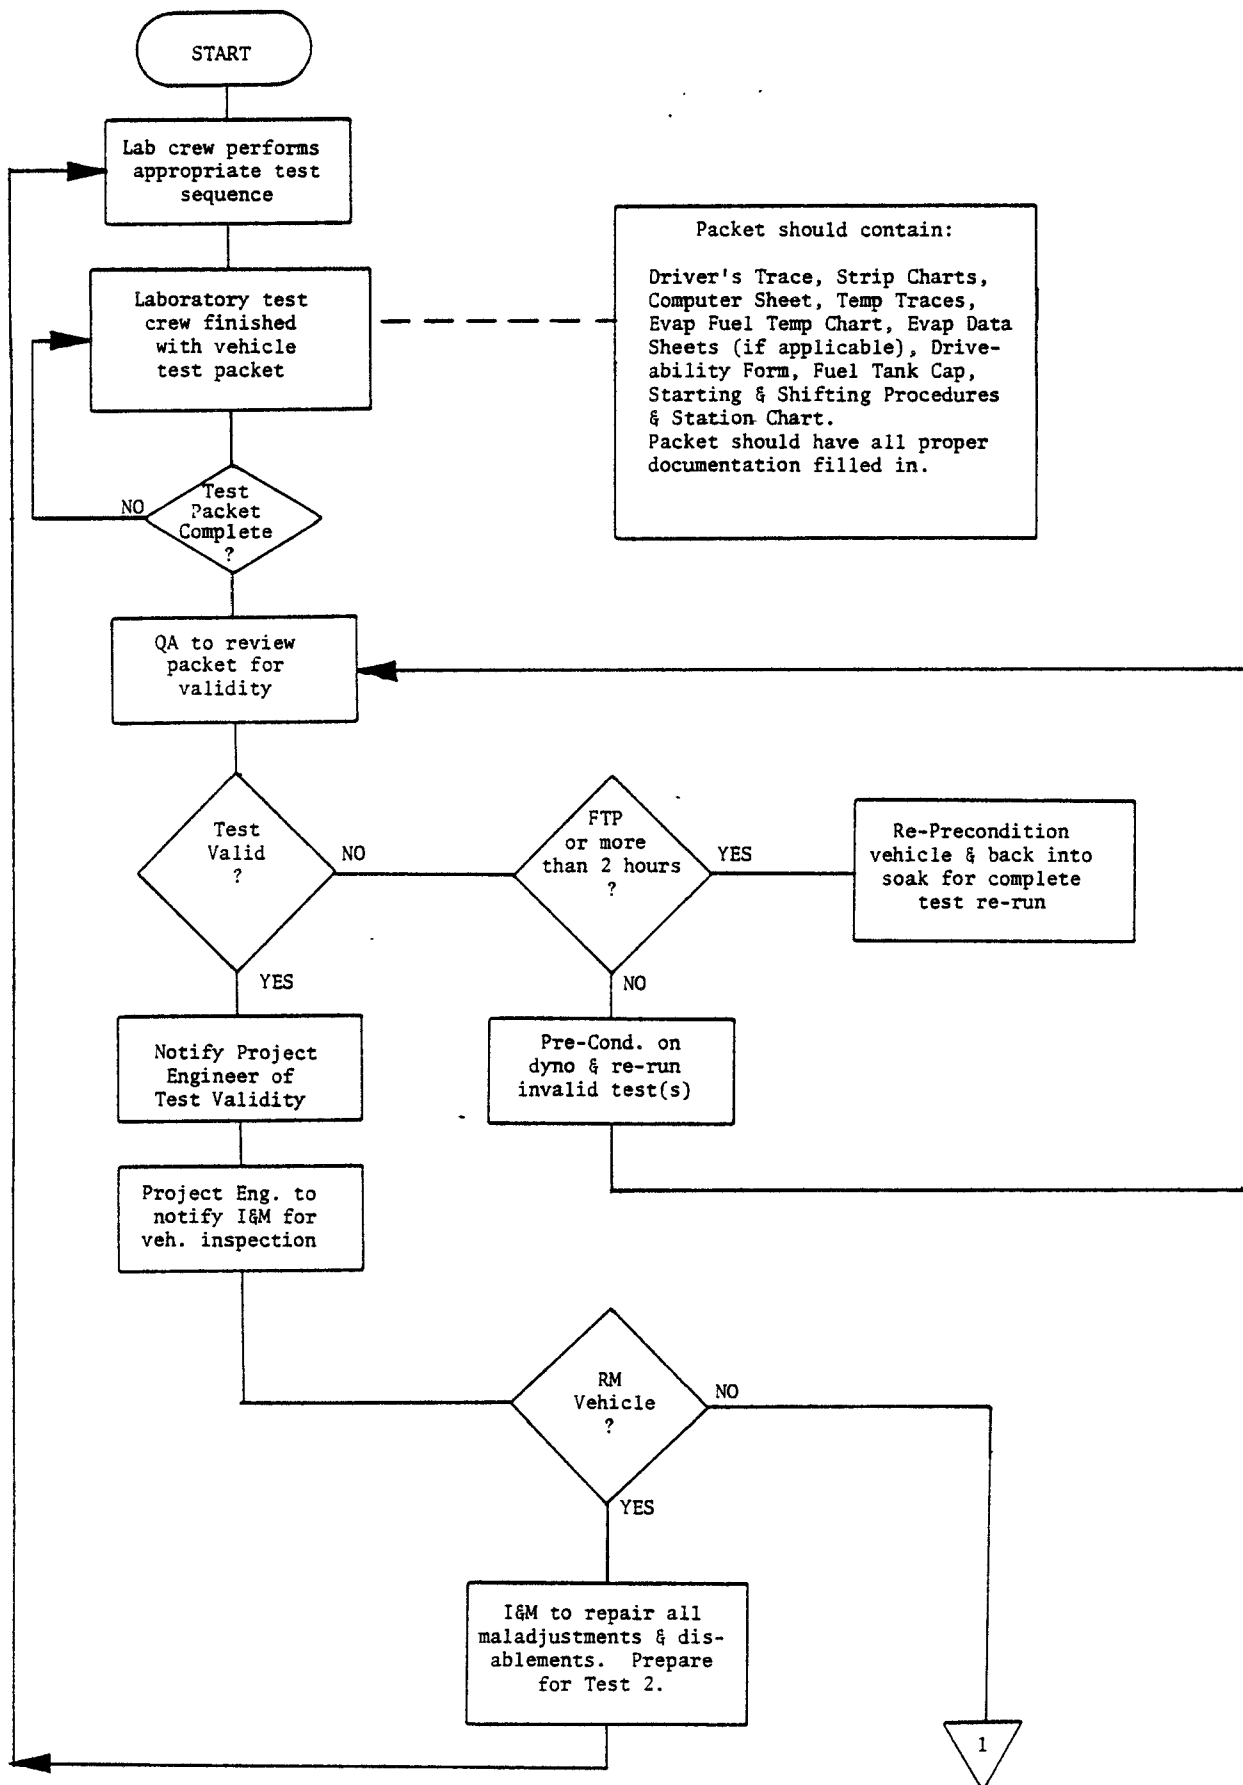 START
Lab crew performs
appropriate test
sequence
Laboratory test
crew finished
with vehicle
test packet
Packet should contain:
Driver's Trace, Strip Charts,
Computer Sheet, Temp Traces,
Evap Fuel Temp Chart, Evap Data
Sheets (if applicable), Drive-
ability Form, Fuel Tank Cap,
Starting & Shifting Procedures
& Station Chart.
Packet should have all proper
documentation filled in.
Test
Packet
Complete
?
NO
QA to review
packet for
validity
Test
Valid
?
NO
YES
FTP
or more
than 2 hours
?
YES
NO
Re-Precondition
vehicle & back into
soak for complete
test re-run
Notify Project
Engineer of
Test Validity
Pre-Cond. on
dyno & re-run
invalid test(s)
Project Eng. to
notify I&M for
veh. inspection
RM
Vehicle
?
NO
YES
I&M to repair all
maladjustments & dis-
ablements.  Prepare
for Test 2.
1